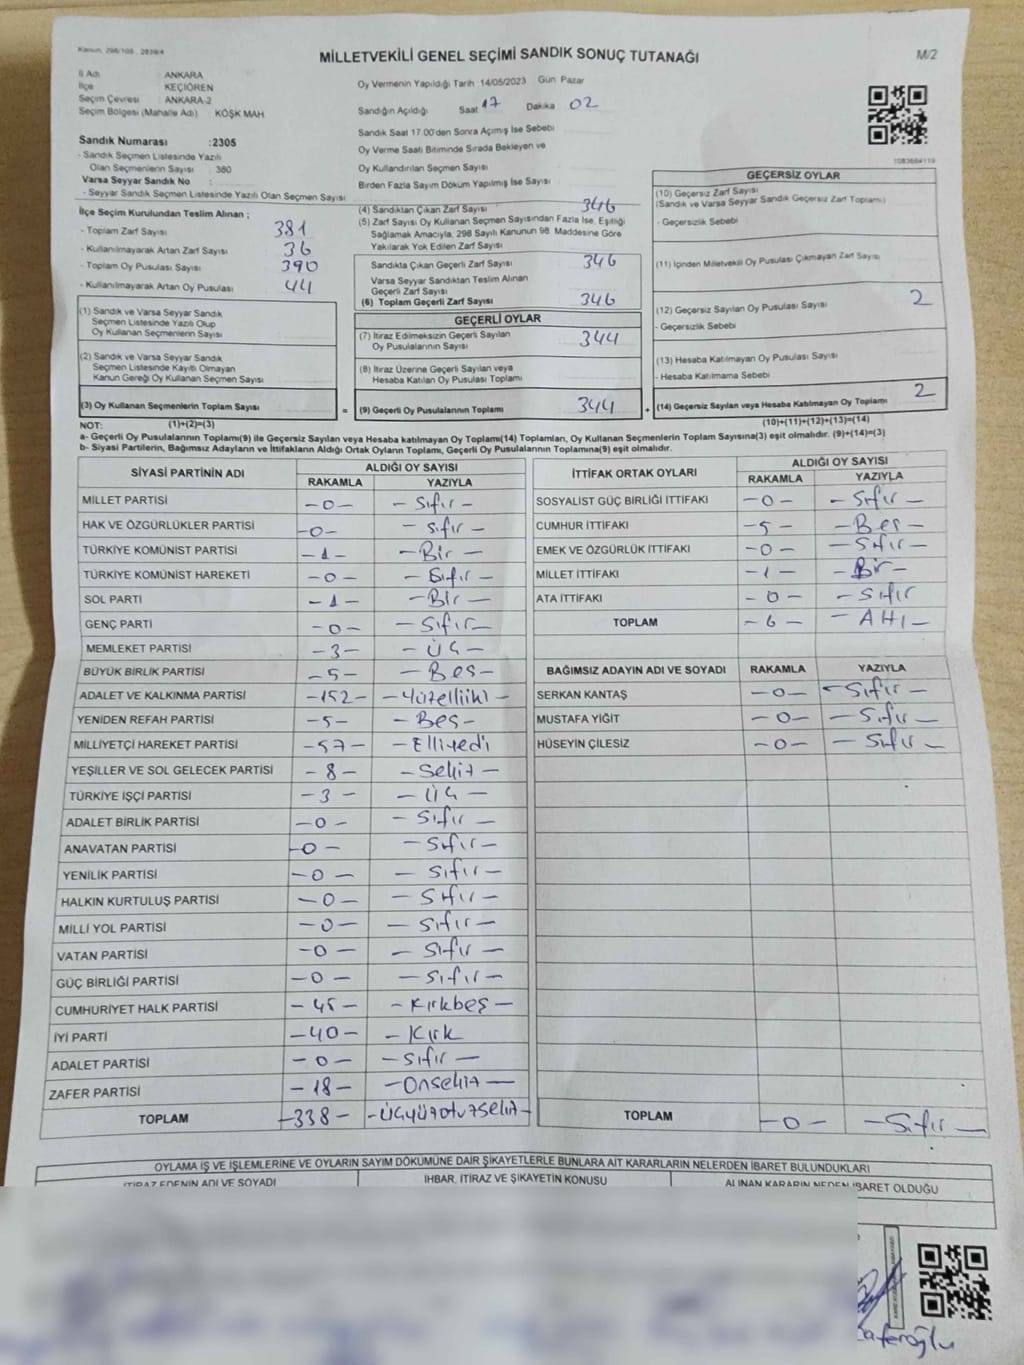 Kanun, 298/105 , 2839/4
MİLLETVEKİLİ GENEL SEÇİMİ SANDIK SONUÇ TUTANAĞI
M/2
İl Adı : ANKARA
İlçe : KEÇİÖREN
Seçim Çevresi : ANKARA-2
Seçim Bölgesi (Mahalle Adı) : KÖŞK MAH.
Oy Vermenin Yapıldığı Tarih :14/05/2023 Gün Pazar
Sandığın Açıldığı Saat 17 Dakika 02
Sandık Saat 17.00'den Sonra Açımış İse Sebebi
Oy Verme Saati Bitiminde Sırada Bekleyen ve
Oy Kullandırılan Seçmen Sayısı
Birden Fazla Sayım Döküm Yapılmış İse Sayısı
1083684119
Sandık Numarası :2305
- Sandık Seçmen Listesinde Yazılı
Olan Seçmenlerin Sayısı : 380
Varsa Seyyar Sandık No :
- Seyyar Sandık Seçmen Listesinde Yazılı Olan Seçmen Sayısı
İlçe Seçim Kurulundan Teslim Alınan ;
- Toplam Zarf Sayısı : 381
- Kullanılmayarak Artan Zarf Sayısı : 36
- Toplam Oy Pusulası Sayısı : 390
- Kullanılmayarak Artan Oy Pusulası : 44
(1) Sandık ve Varsa Seyyar Sandık
Seçmen Listesinde Yazılı Olup
Oy Kullanan Seçmenlerin Sayısı
(2) Sandık ve Varsa Seyyar Sandık
Seçmen Listesinde Kayıtlı Olmayan
Kanun Gereği Oy Kullanan Seçmen Sayısı
(3) Oy Kullanan Seçmenlerin Toplam Sayısı
(4) Sandıktan Çıkan Zarf Sayısı 346
(5) Zarf Sayısı Oy Kullanan Seçmen Sayısından Fazla İse, Eşitliği
Sağlamak Amacıyla, 298 Sayılı Kanunun 98. Maddesine Göre
Yakılarak Yok Edilen Zarf Sayısı
Sandıkta Çıkan Geçerli Zarf Sayısı 346
Varsa Seyyar Sandıktan Teslim Alınan
Geçerli Zarf Sayısı
(6) Toplam Geçerli Zarf Sayısı 346
GEÇERLİ OYLAR
(7) İtiraz Edilmeksizin Geçerli Sayılan
Oy Pusulalarının Sayısı 344
(8) İtiraz Üzerine Geçerli Sayılan veya
Hesaba Katılan Oy Pusulası Toplamı
= (9) Geçerli Oy Pusulalarının Toplamı 344 +
GEÇERSİZ OYLAR
(10) Geçersiz Zarf Sayısı
(Sandık ve Varsa Seyyar Sandık Geçersiz Zarf Toplamı)
- Geçersizlik Sebebi
(11) İçinden Milletvekili Oy Pusulası Çıkmayan Zarf Sayısı
(12) Geçersiz Sayılan Oy Pusulası Sayısı 2
- Geçersizlik Sebebi
(13) Hesaba Katılmayan Oy Pusulası Sayısı
- Hesaba Katılmama Sebebi
(14) Geçersiz Sayılan veya Hesaba Katılmayan Oy Toplamı 2
NOT: (1)+(2)=(3)
(10)+(11)+(12)+(13)=(14)
a- Geçerli Oy Pusulalarının Toplamı(9) ile Geçersiz Sayılan veya Hesaba katılmayan Oy Toplamı(14) Toplamları, Oy Kullanan Seçmenlerin Toplam Sayısına(3) eşit olmalıdır. (9)+(14)=(3)
b- Siyasi Partilerin, Bağımsız Adayların ve İttifakların Aldığı Ortak Oyların Toplamı, Geçerli Oy Pusulalarının Toplamına(9) eşit olmalıdır.
SİYASİ PARTİNİN ADI ALDIĞI OY SAYISI
RAKAMLA YAZIYLA
MİLLET PARTİSİ -0- -Sıfır-
HAK VE ÖZGÜRLÜKLER PARTİSİ -0- -sıfır-
TÜRKİYE KOMÜNİST PARTİSİ -1- -Bir-
TÜRKİYE KOMÜNİST HAREKETİ -0- -Sıfır-
SOL PARTİ -1- -Bir-
GENÇ PARTİ -0- -Sıfır-
MEMLEKET PARTİSİ -3- -Üç-
BÜYÜK BİRLİK PARTİSİ -5- -Beş-
ADALET VE KALKINMA PARTİSİ -152- -Yüzelliiki-
YENİDEN REFAH PARTİSİ -5- -Beş-
MİLLİYETÇİ HAREKET PARTİSİ -57- -Elliyedi
YEŞİLLER VE SOL GELECEK PARTİSİ -8- -Sekiz-
TÜRKİYE İŞÇİ PARTİSİ -3- -Üç-
ADALET BİRLİK PARTİSİ -0- -Sıfır-
ANAVATAN PARTİSİ -0- -Sıfır-
YENİLİK PARTİSİ -0- -Sıfır-
HALKIN KURTULUŞ PARTİSİ -0- -Sıfır-
MİLLİ YOL PARTİSİ -0- -Sıfır-
VATAN PARTİSİ -0- -Sıfır-
GÜÇ BİRLİĞİ PARTİSİ -0- -Sıfır-
CUMHURİYET HALK PARTİSİ -45- -Kırkbeş-
İYİ PARTİ -40- -Kırk
ADALET PARTİSİ -0- -Sıfır-
ZAFER PARTİSİ -18- -Onsekiz-
TOPLAM -338- -Üçyüzotuzsekiz-
İTTİFAK ORTAK OYLARI ALDIĞI OY SAYISI
RAKAMLA YAZIYLA
SOSYALİST GÜÇ BİRLİĞİ İTTİFAKI -0- -Sıfır-
CUMHUR İTTİFAKI -5- -Beş-
EMEK VE ÖZGÜRLÜK İTTİFAKI -0- -Sıfır-
MİLLET İTTİFAKI -1- -Bir-
ATA İTTİFAKI -0- -Sıfır
TOPLAM -6- -Altı-
BAĞIMSIZ ADAYIN ADI VE SOYADI RAKAMLA YAZIYLA
SERKAN KANTAŞ -0- -Sıfır-
MUSTAFA YİĞİT -0- -Sıfır-
HÜSEYİN ÇİLESİZ -0- -Sıfır-
TOPLAM -0- -Sıfır-
OYLAMA İŞ VE İŞLEMLERİNE VE OYLARIN SAYIM DÖKÜMÜNE DAİR ŞİKAYETLERLE BUNLARA AİT KARARLARIN NELERDEN İBARET BULUNDUKLARI
İTİRAZ EDENİN ADI VE SOYADI İHBAR, İTİRAZ VE ŞİKAYETİN KONUSU ALINAN KARARIN NEDEN İBARET OLDUĞU